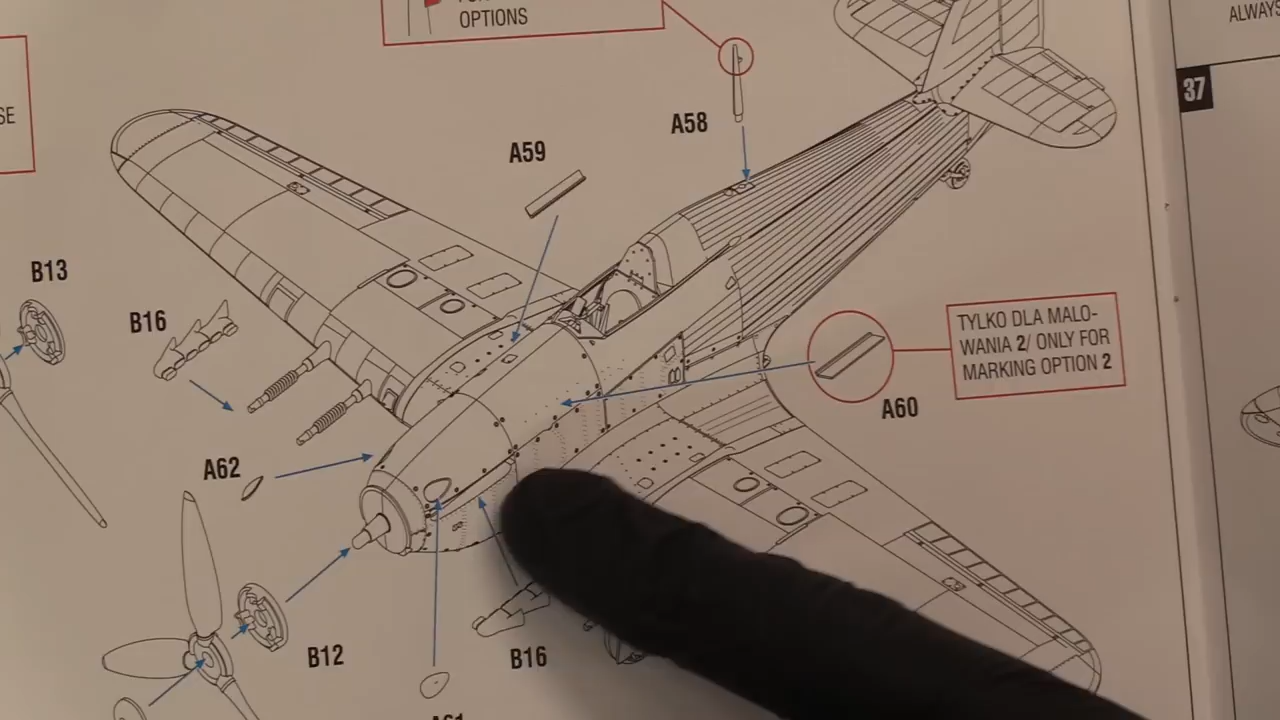 OPTIONS
ALWAYS
37
SE
A58
A59
B13
B16
TYLKO DLA MALO-
WANIA 2/ ONLY FOR
MARKING OPTION 2
A60
A62
B12
B16